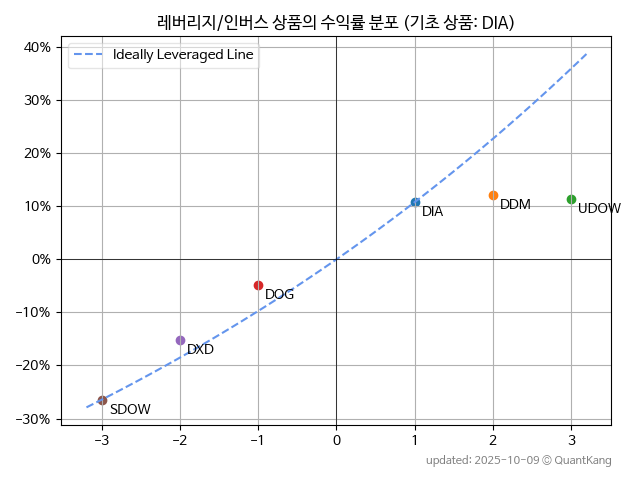 레버리지/인버스 상품의 수익률 분포 (기초 상품: DIA)
Ideally Leveraged Line
40%
30%
20%
10%
0%
−10%
−20%
−30%
DIA
DDM
UDOW
DOG
DXD
SDOW
−3
−2
−1
0
1
2
3
updated: 2025-10-09 © QuantKang